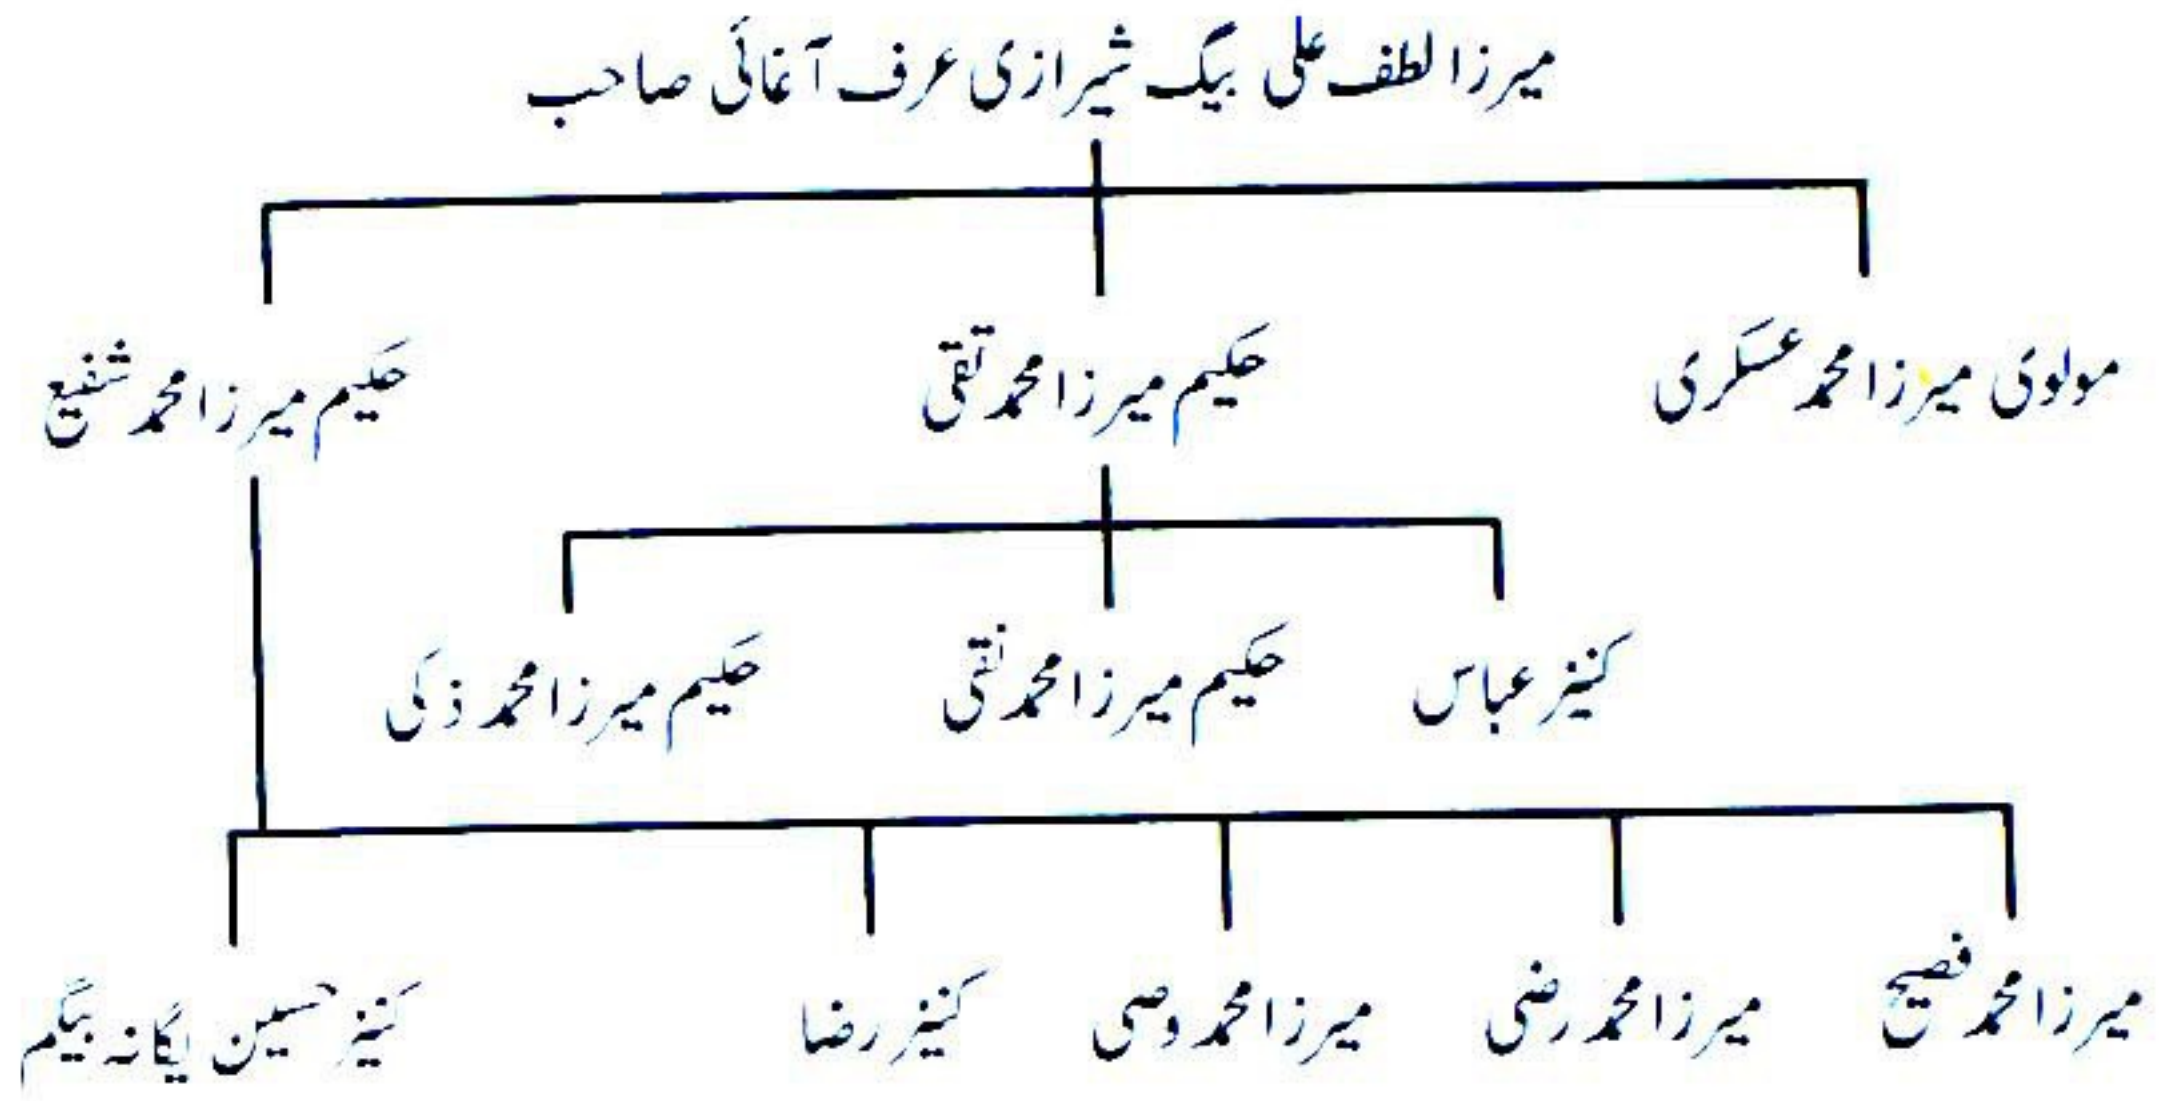 میرزا لطف علی بیگ شیرازی عرف آغائی صاحب
مولوی میرزا محمد عسکری
حکیم میرزا محمد تقی
حکیم میرزا محمد شفیع
کنیز عباس
حکیم میرزا محمد نقی
حکیم میرزا محمد ذکی
میرزا محمد فصیح
میرزا محمد رضی
میرزا محمد وصی
کنیز رضا
کنیز حسین یگانہ بیگم